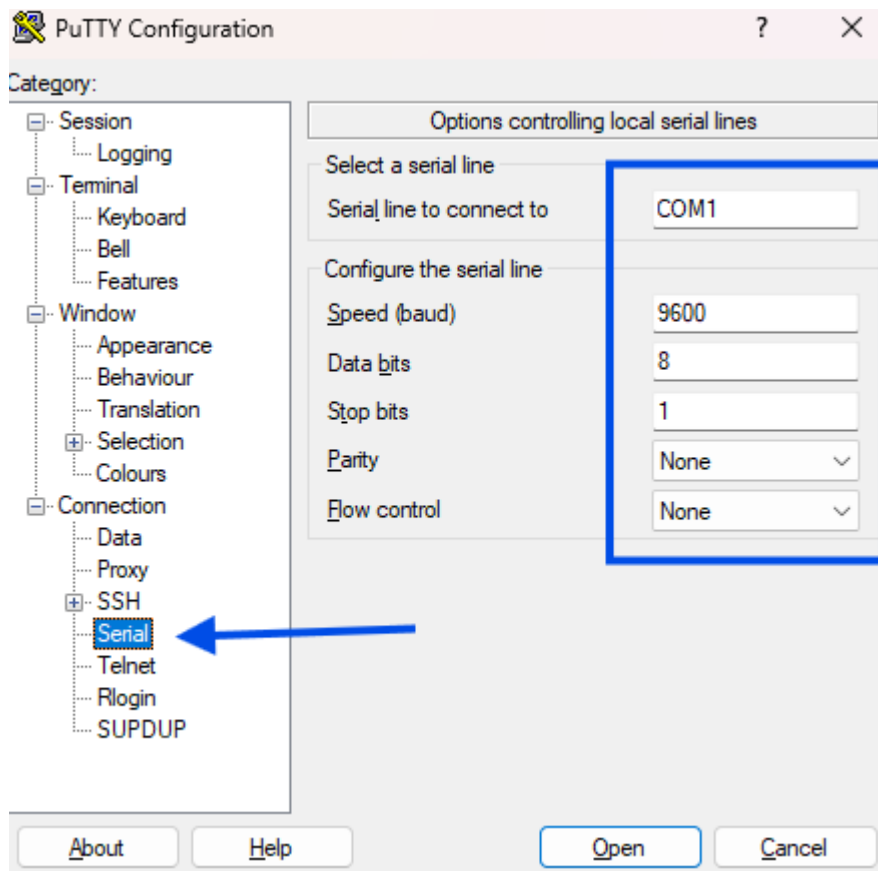 PuTTY Configuration
?
Category:
Session
Logging
Terminal
Keyboard
Bell
Features
Window
Appearance
Behaviour
Translation
Selection
Colours
Connection
Data
Proxy
SSH
Serial
Telnet
Rlogin
SUPDUP
Options controlling local serial lines
Select a serial line
Serial line to connect to COM1
Configure the serial line
Speed (baud) 9600
Data bits 8
Stop bits 1
Parity None
Flow control None
About Help Open Cancel